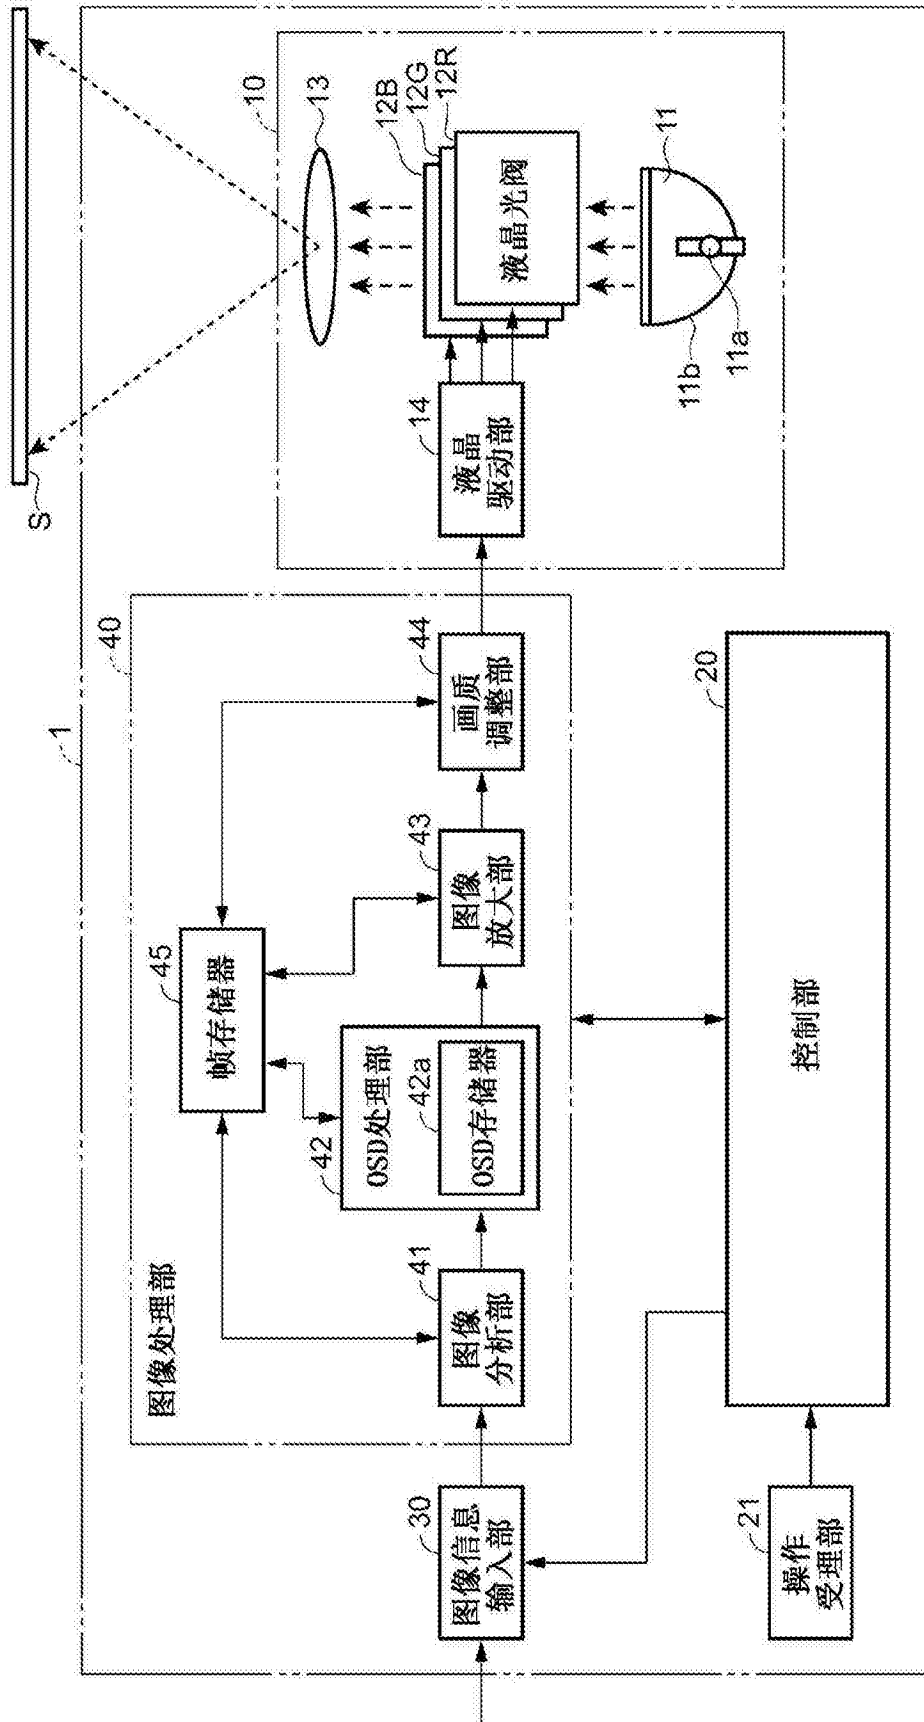 S
1
10
13
12B
12G
12R
液晶光阀
11
11a
11b
14
液晶
驱动部
40
图像处理部
45
帧存储器
44
画质
调整部
43
图像
放大部
42
OSD处理部
42a
OSD存储器
41
图像
分析部
30
图像信息
输入部
20
控制部
21
操作
受理部